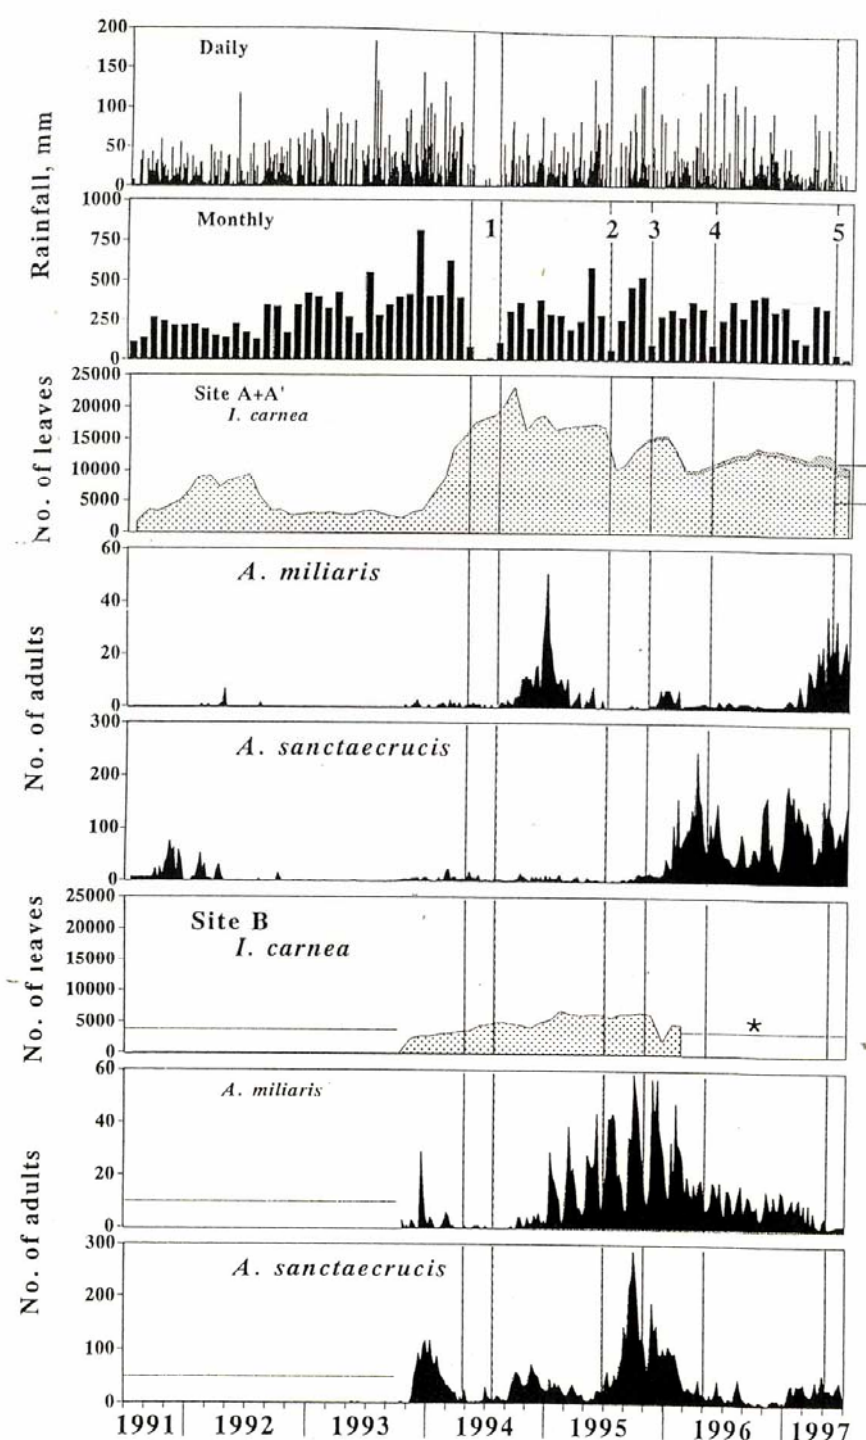 200
Daily
150
100
50
0
Rainfall, mm
1000
Monthly
1 2 3 4 5
750
500
250
0
25000
Site A+A'
I. carnea
20000
15000
10000
5000
0
No. of leaves
60
A. miliaris
40
20
0
No. of adults
300
A. sanctaecrucis
200
100
0
25000
Site B
I. carnea
20000
15000
10000
5000
0
No. of leaves
*
60
A. miliaris
40
20
0
No. of adults
300
A. sanctaecrucis
200
100
0
1991 1992 1993 1994 1995 1996 1997